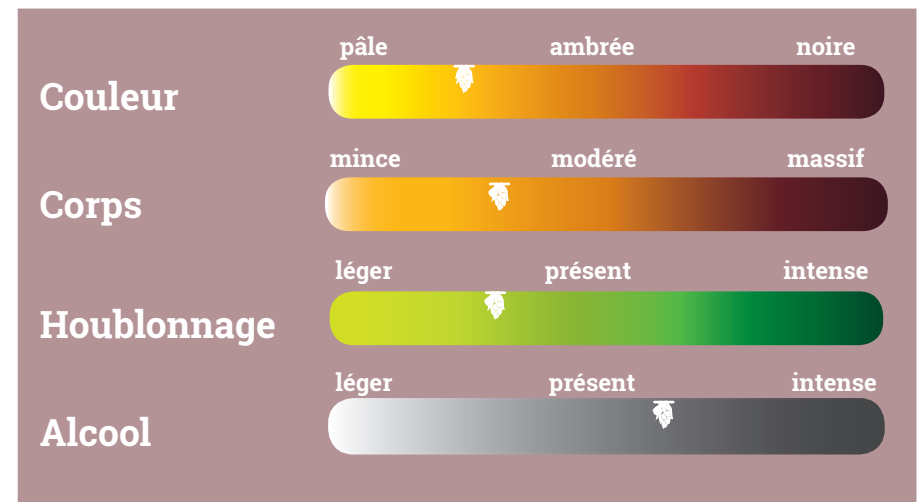 pâle ambrée noire
Couleur
mince modéré massif
Corps
léger présent intense
Houblonnage
léger présent intense
Alcool